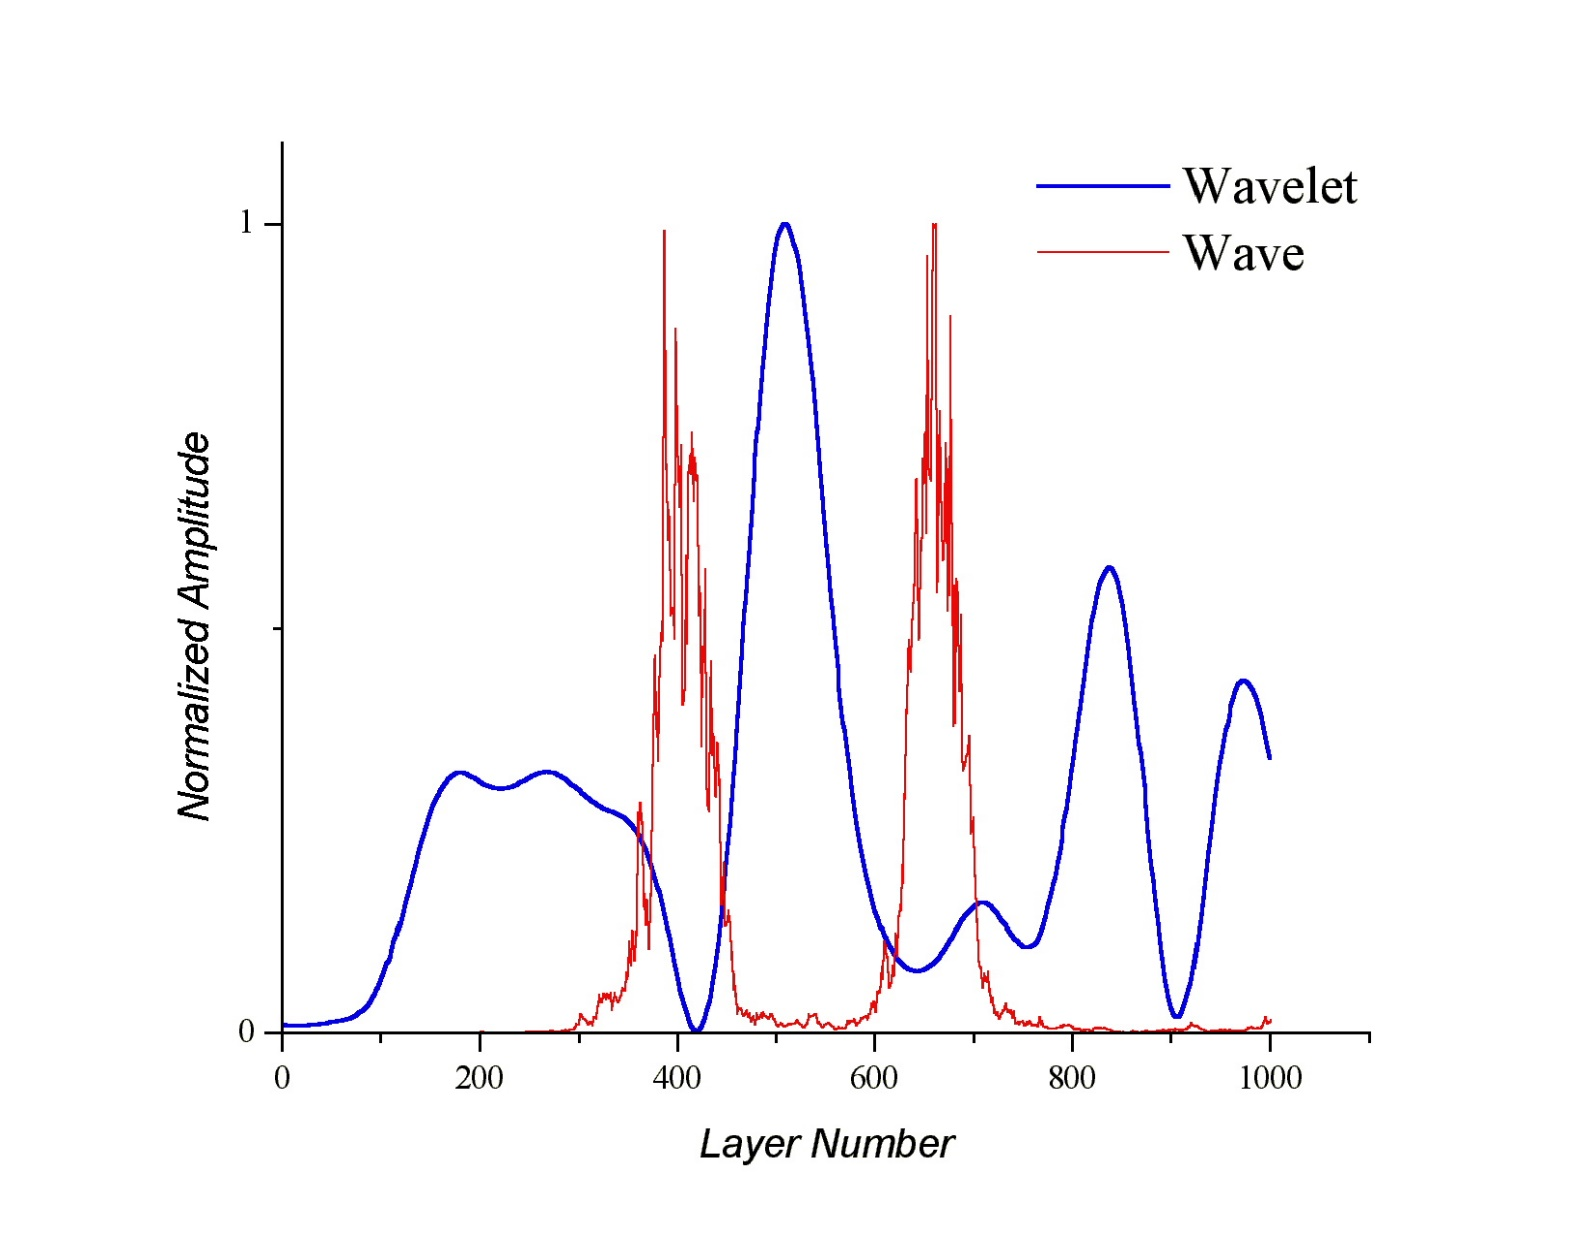 Wavelet
Wave
1
Normalized Amplitude
0
0 200 400 600 800 1000
Layer Number